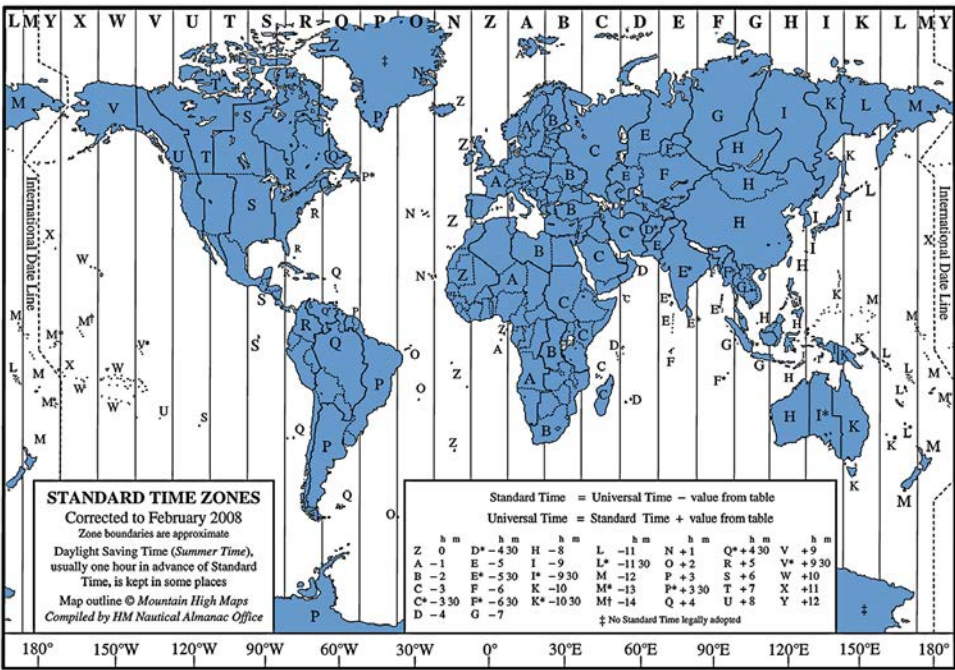 L M Y X W V U T S R Q P O N Z A B C D E F G H I K L M Y
International Date Line
International Date Line
STANDARD TIME ZONES
Corrected to February 2008
Zone boundaries are approximate
Daylight Saving Time (Summer Time),
usually one hour in advance of Standard
Time, is kept in some places
Map outline © Mountain High Maps
Compiled by HM Nautical Almanac Office
Standard Time = Universal Time – value from table
Universal Time = Standard Time + value from table
h m h m h m h m h m h m h m
Z 0 D* – 4 30 H – 8 L –11 N + 1 Q* + 4 30 V + 9
A – 1 E – 5 I – 9 L* –11 30 O + 2 R + 5 V* + 9 30
B – 2 E* – 5 30 I* – 9 30 M –12 P + 3 S + 6 W +10
C – 3 F – 6 K –10 M* –13 P* + 3 30 T + 7 X +11
C* – 3 30 F* – 6 30 K* –10 30 M† –14 Q + 4 U + 8 Y +12
D – 4 G – 7 ‡ No Standard Time legally adopted
180° 150°W 120°W 90°W 60°W 30°W 0° 30°E 60°E 90°E 120°E 150°E 180°